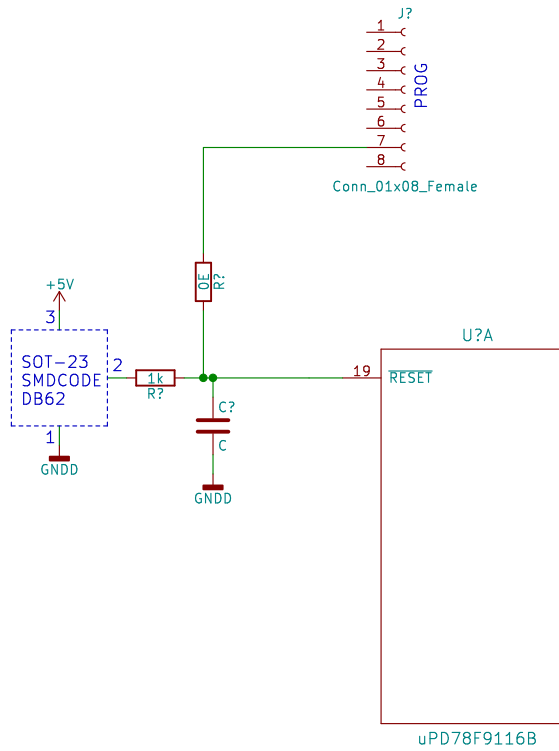 J?
1
2
3
4
5
6
7
8
PROG
Conn_01x08_Female
0E
R?
+5V
3
SOT-23
SMDCODE
DB62
2
1
GNDD
1k
R?
C?
C
GNDD
U?A
19
RESET
uPD78F9116B